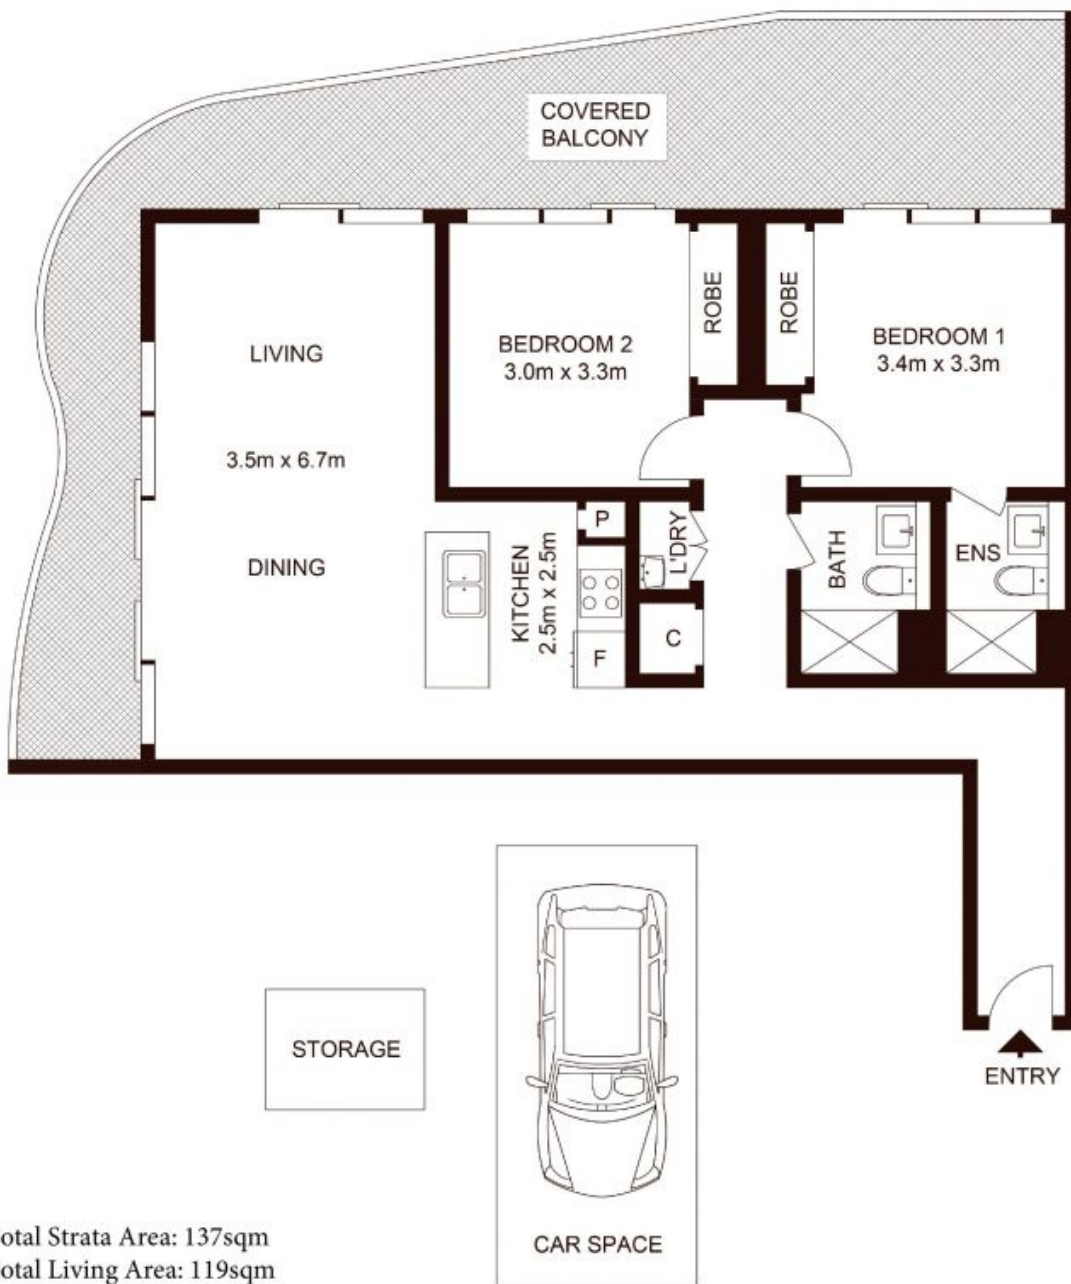 COVERED
BALCONY
LIVING
3.5m x 6.7m
DINING
BEDROOM 2
3.0m x 3.3m
ROBE
ROBE
BEDROOM 1
3.4m x 3.3m
KITCHEN
2.5m x 2.5m
P
F
L'DRY
C
BATH
ENS
STORAGE
CAR SPACE
ENTRY
otal Strata Area: 137sqm
otal Living Area: 119sqm